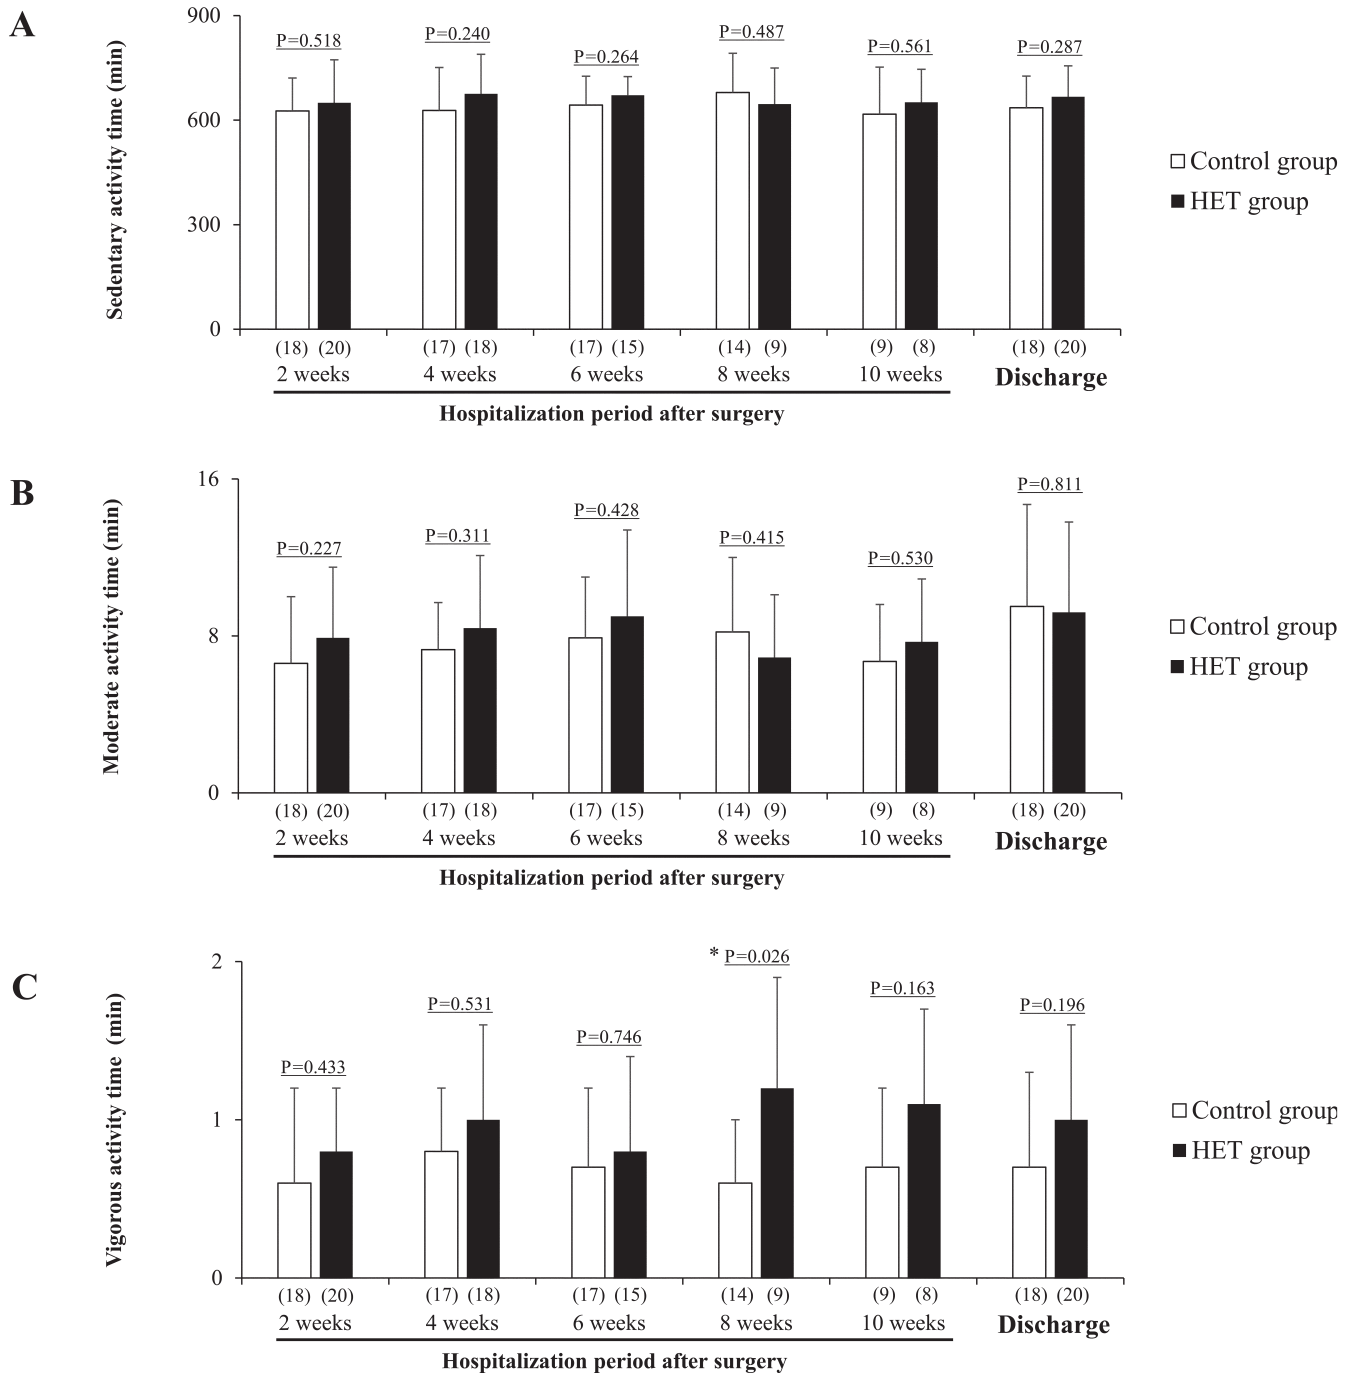 A
Sedentary activity time (min)
900
600
300
0
P=0.518
P=0.240
P=0.264
P=0.487
P=0.561
P=0.287
(18) (20)
(17) (18)
(17) (15)
(14) (9)
(9) (8)
(18) (20)
2 weeks
4 weeks
6 weeks
8 weeks
10 weeks
Discharge
Hospitalization period after surgery
Control group
HET group
B
Moderate activity time (min)
16
8
0
P=0.227
P=0.311
P=0.428
P=0.415
P=0.530
P=0.811
(18) (20)
(17) (18)
(17) (15)
(14) (9)
(9) (8)
(18) (20)
2 weeks
4 weeks
6 weeks
8 weeks
10 weeks
Discharge
Hospitalization period after surgery
Control group
HET group
C
Vigorous activity time (min)
2
1
0
P=0.433
P=0.531
P=0.746
* P=0.026
P=0.163
P=0.196
(18) (20)
(17) (18)
(17) (15)
(14) (9)
(9) (8)
(18) (20)
2 weeks
4 weeks
6 weeks
8 weeks
10 weeks
Discharge
Hospitalization period after surgery
Control group
HET group